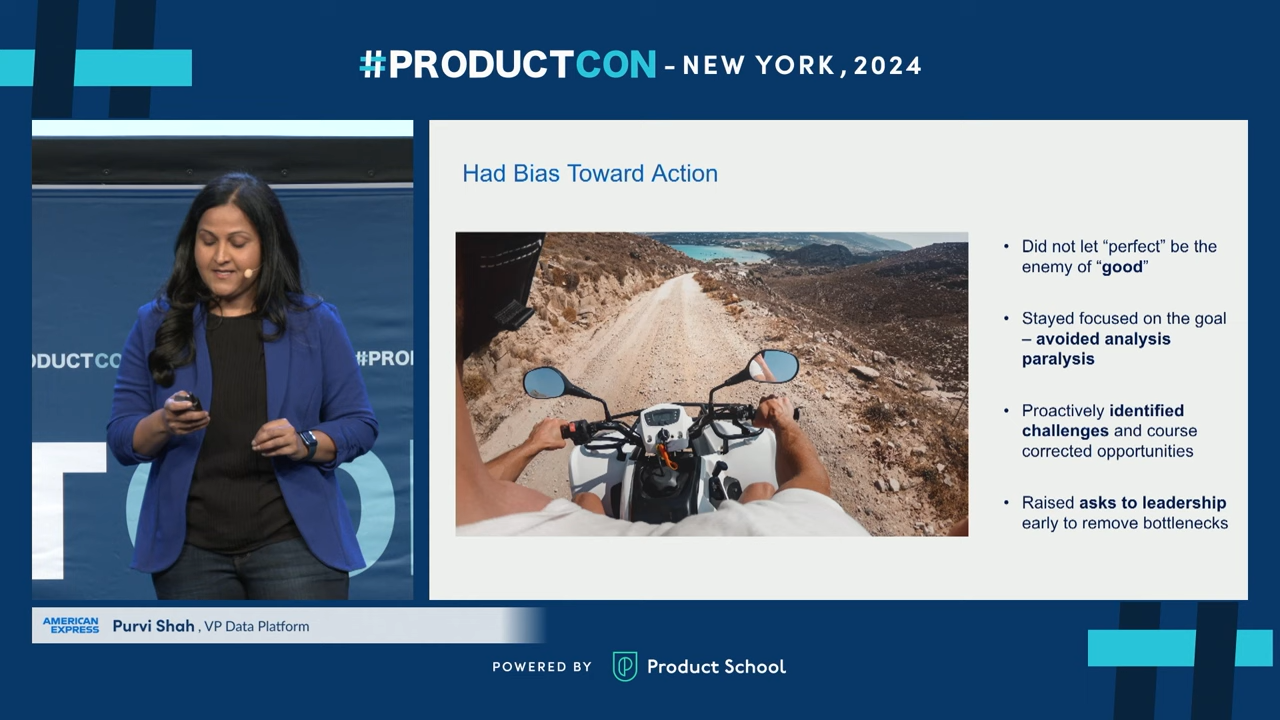 #PRODUCTCON - NEW YORK, 2024
ODUCTCO
#PROI
T
Had Bias Toward Action
• Did not let “perfect” be the
enemy of “good”
• Stayed focused on the goal
– avoided analysis
paralysis
• Proactively identified
challenges and course
corrected opportunities
• Raised asks to leadership
early to remove bottlenecks
AMERICAN
EXPRESS
Purvi Shah, VP Data Platform
POWERED BY Product School